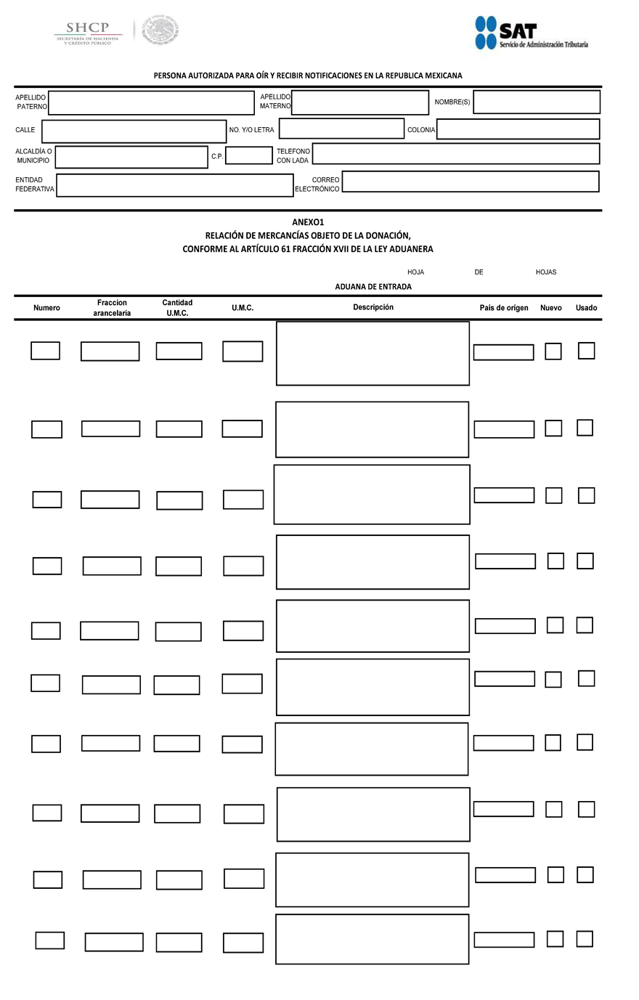 SHCP
SECRETARÍA DE HACIENDA
Y CRÉDITO PÚBLICO
SAT
Servicio de Administración Tributaria
PERSONA AUTORIZADA PARA OÍR Y RECIBIR NOTIFICACIONES EN LA REPUBLICA MEXICANA
APELLIDO PATERNO
APELLIDO MATERNO
NOMBRE(S)
CALLE
NO. Y/O LETRA
COLONIA
ALCALDÍA O MUNICIPIO
C.P.
TELEFONO CON LADA
ENTIDAD FEDERATIVA
CORREO ELECTRÓNICO
ANEXO1
RELACIÓN DE MERCANCÍAS OBJETO DE LA DONACIÓN,
CONFORME AL ARTÍCULO 61 FRACCIÓN XVII DE LA LEY ADUANERA
HOJA DE HOJAS
ADUANA DE ENTRADA
Numero
Fraccion arancelaria
Cantidad U.M.C.
U.M.C.
Descripción
País de orígen
Nuevo
Usado